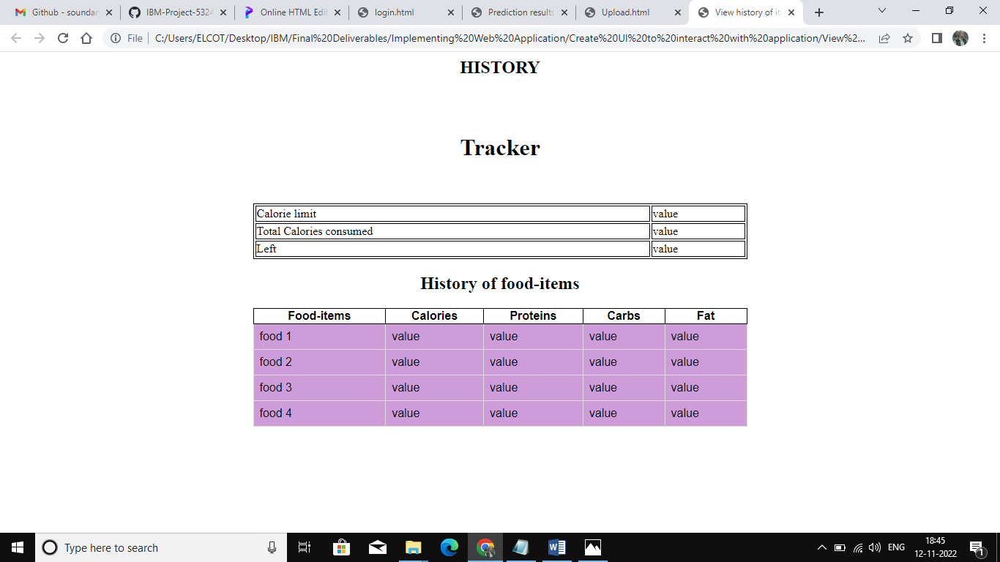 Github - soundar
IBM-Project-5324
Online HTML Edit
login.html
Prediction results
Upload.html
View history of it
File
C:/Users/ELCOT/Desktop/IBM/Final%20Deliverables/Implementing%20Web%20Application/Create%20UI%20to%20interact%20with%20application/View%2...
HISTORY
Tracker
Calorie limit value
Total Calories consumed value
Left value
History of food-items
Food-items Calories Proteins Carbs Fat
food 1 value value value value
food 2 value value value value
food 3 value value value value
food 4 value value value value
Type here to search
ENG
18:45
12-11-2022
1